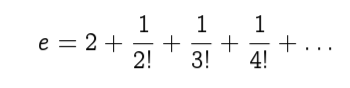 e = 2 + 1/2! + 1/3! + 1/4! + ...